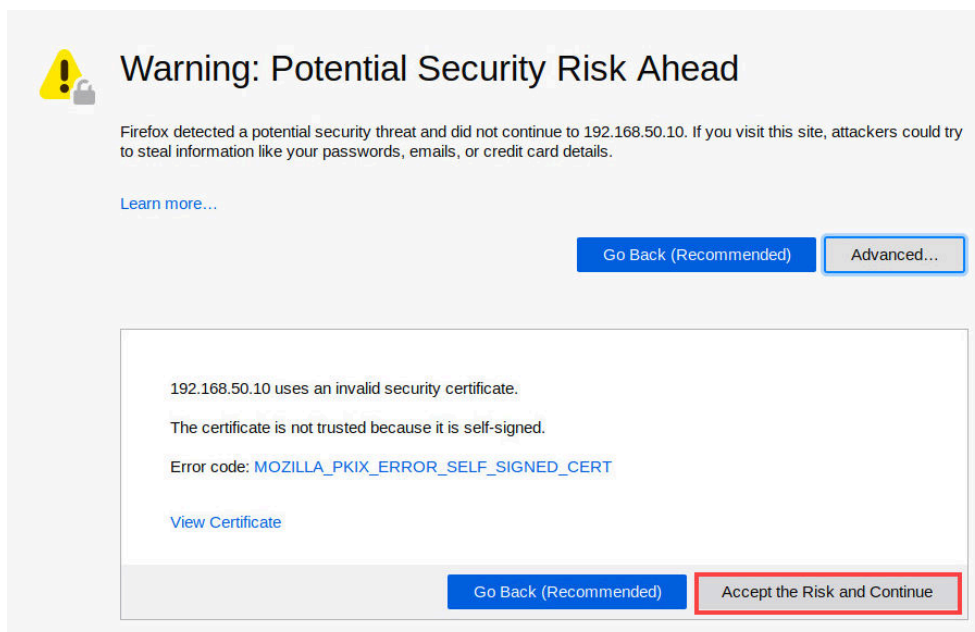 Warning: Potential Security Risk Ahead
Firefox detected a potential security threat and did not continue to 192.168.50.10. If you visit this site, attackers could try
to steal information like your passwords, emails, or credit card details.
Learn more…
Go Back (Recommended) Advanced…
192.168.50.10 uses an invalid security certificate.
The certificate is not trusted because it is self-signed.
Error code: MOZILLA_PKIX_ERROR_SELF_SIGNED_CERT
View Certificate
Go Back (Recommended) Accept the Risk and Continue